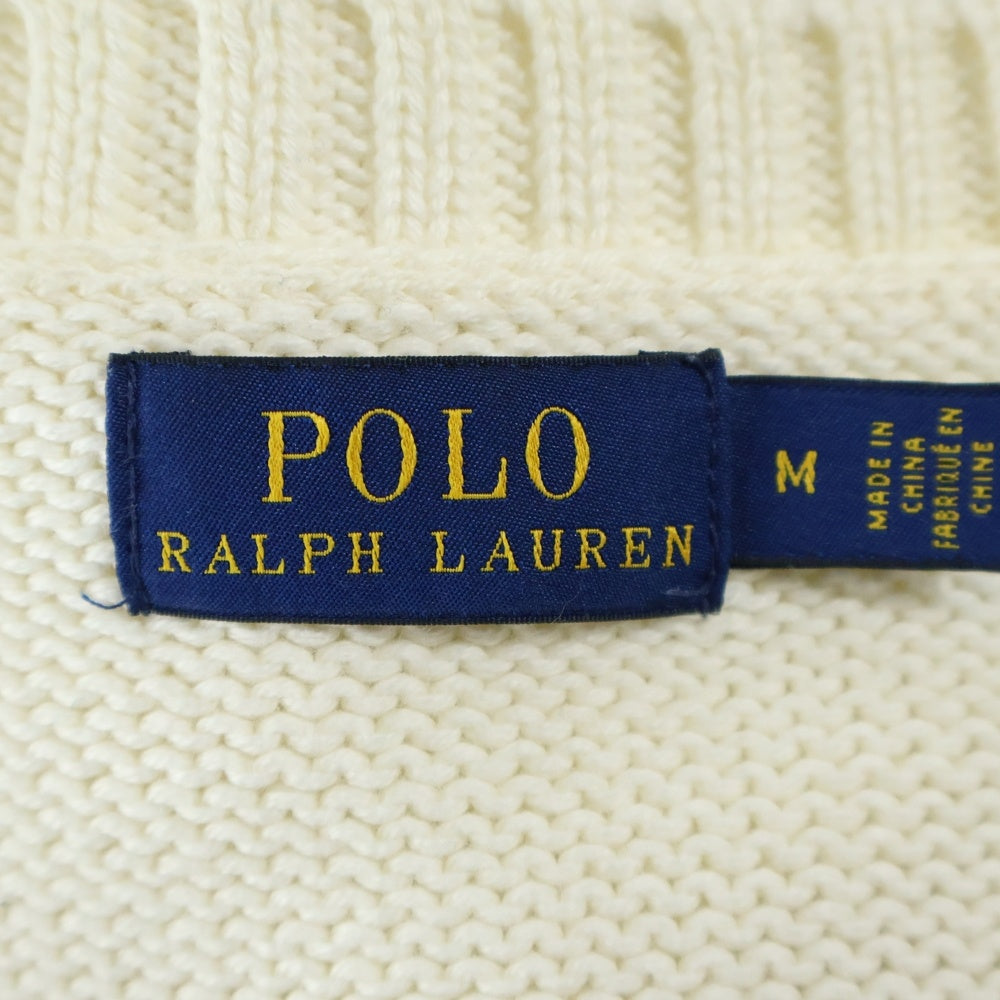 POLO
RALPH LAUREN
M
MADE IN
CHINA
FABRIQUÉ EN
CHINE